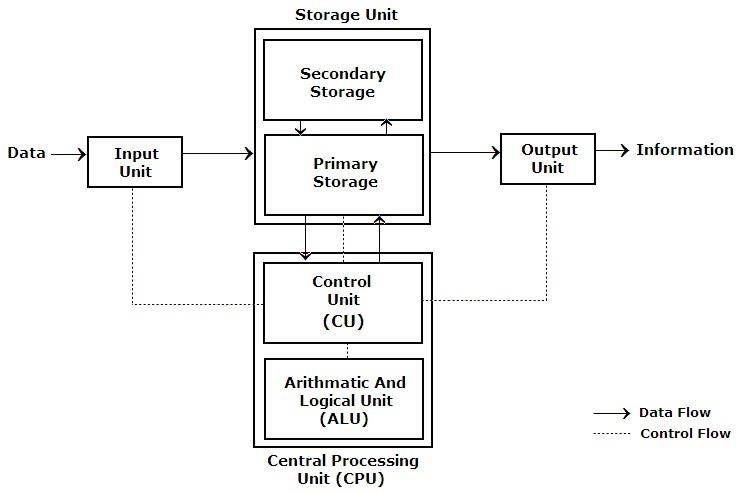 Storage Unit
Secondary
Storage
Data
Input
Unit
Primary
Storage
Output
Unit
Information
Control
Unit
(CU)
Arithmatic And
Logical Unit
(ALU)
Data Flow
Control Flow
Central Processing
Unit (CPU)